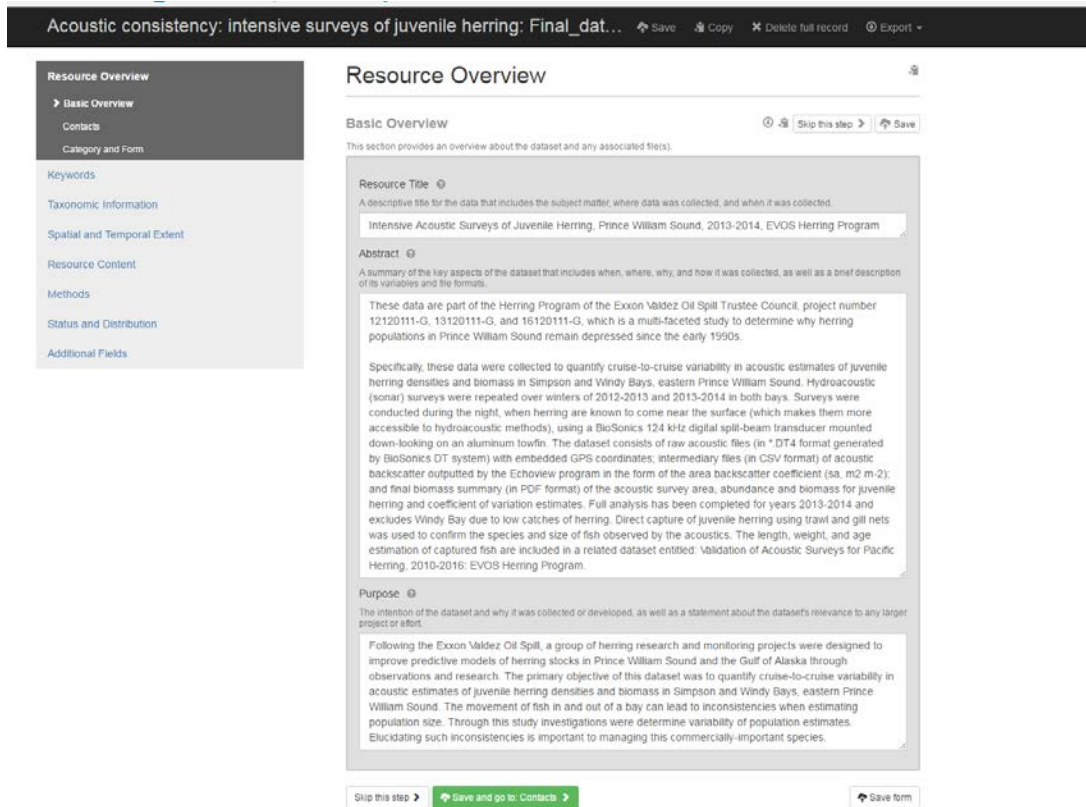 Acoustic consistency: intensive surveys of juvenile herring: Final_dat... Save Copy Delete full record Export
Resource Overview
Basic Overview
Contacts
Category and Form
Keywords
Taxonomic Information
Spatial and Temporal Extent
Resource Content
Methods
Status and Distribution
Additional Fields
Resource Overview
Basic Overview Skip this step Save
This section provides an overview about the dataset and any associated file(s).
Resource Title
A descriptive title for the data that includes the subject matter, where data was collected, and when it was collected.
Intensive Acoustic Surveys of Juvenile Herring, Prince William Sound, 2013-2014, EVOS Herring Program
Abstract
A summary of the key aspects of the dataset that includes when, where, why, and how it was collected, as well as a brief description
of its variables and file formats.
These data are part of the Herring Program of the Exxon Valdez Oil Spill Trustee Council, project number
12120111-G, 13120111-G, and 16120111-G, which is a multi-faceted study to determine why herring
populations in Prince William Sound remain depressed since the early 1990s.
Specifically, these data were collected to quantify cruise-to-cruise variability in acoustic estimates of juvenile
herring densities and biomass in Simpson and Windy Bays, eastern Prince William Sound. Hydroacoustic
(sonar) surveys were repeated over winters of 2012-2013 and 2013-2014 in both bays. Surveys were
conducted during the night, when herring are known to come near the surface (which makes them more
accessible to hydroacoustic methods), using a BioSonics 124 kHz digital split-beam transducer mounted
down-looking on an aluminum towfin. The dataset consists of raw acoustic files (in *.DT4 format generated
by BioSonics DT system) with embedded GPS coordinates; intermediary files (in CSV format) of acoustic
backscatter outputted by the Echoview program in the form of the area backscatter coefficient (sa, m2 m-2);
and final biomass summary (in PDF format) of the acoustic survey area, abundance and biomass for juvenile
herring and coefficient of variation estimates. Full analysis has been completed for years 2013-2014 and
excludes Windy Bay due to low catches of herring. Direct capture of juvenile herring using trawl and gill nets
was used to confirm the species and size of fish observed by the acoustics. The length, weight, and age
estimation of captured fish are included in a related dataset entitled: Validation of Acoustic Surveys for Pacific
Herring, 2010-2016: EVOS Herring Program.
Purpose
The intention of the dataset and why it was collected or developed, as well as a statement about the dataset's relevance to any larger
project or effort.
Following the Exxon Valdez Oil Spill, a group of herring research and monitoring projects were designed to
improve predictive models of herring stocks in Prince William Sound and the Gulf of Alaska through
observations and research. The primary objective of this dataset was to quantify cruise-to-cruise variability in
acoustic estimates of juvenile herring densities and biomass in Simpson and Windy Bays, eastern Prince
William Sound. The movement of fish in and out of a bay can lead to inconsistencies when estimating
population size. Through this study investigations were determine variability of population estimates.
Elucidating such inconsistencies is important to managing this commercially-important species.
Skip this step Save and go to: Contacts Save form